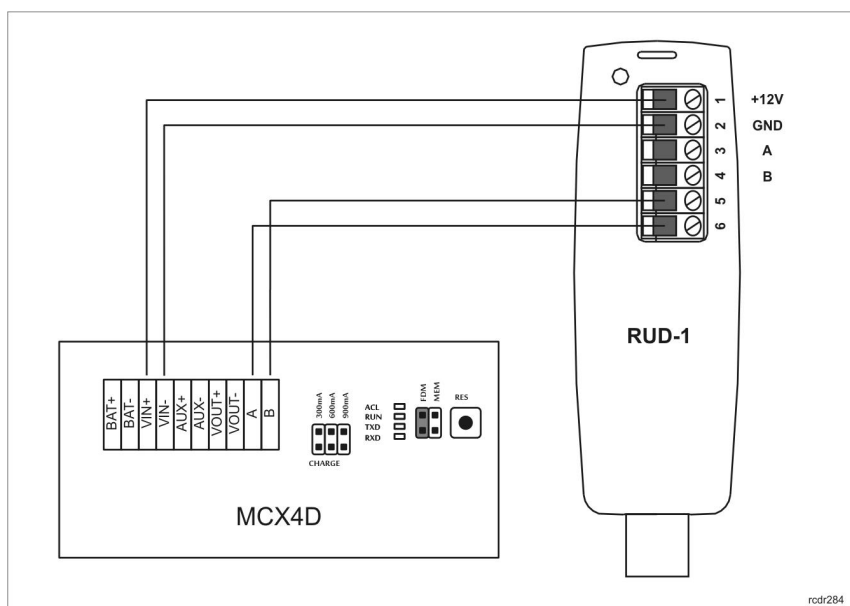 1 +12V
2 GND
3 A
4 B
5
6
RUD-1
BAT+
BAT-
VIN+
VIN-
AUX+
AUX-
VOUT+
VOUT-
A
B
300mA
600mA
900mA
CHARGE
ACL
RUN
TXD
RXD
FDM
MEM
RES
MCX4D
rcdr284